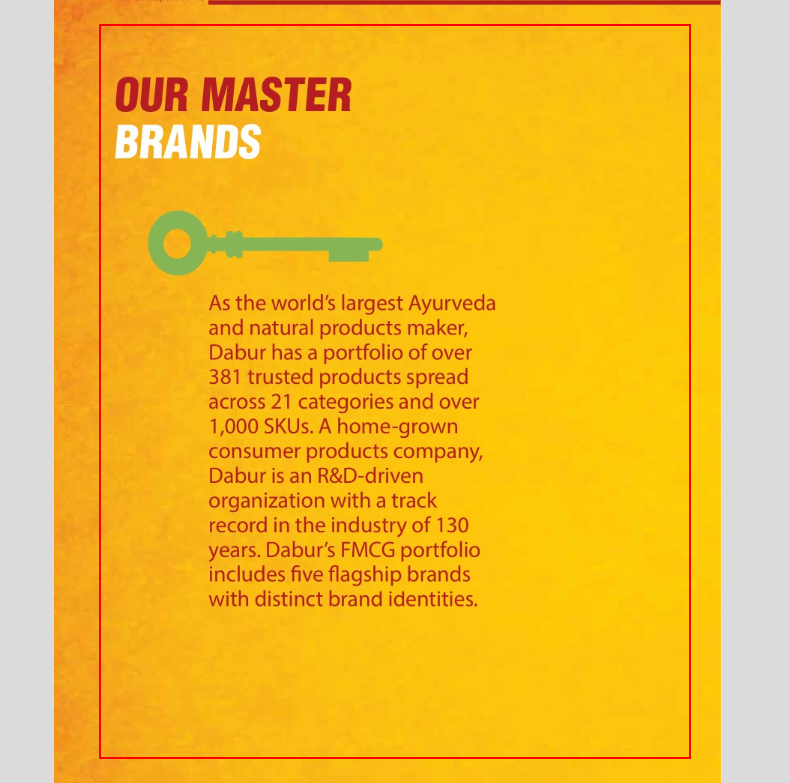 OUR MASTER
BRANDS
As the world’s largest Ayurveda
and natural products maker,
Dabur has a portfolio of over
381 trusted products spread
across 21 categories and over
1,000 SKUs. A home-grown
consumer products company,
Dabur is an R&D-driven
organization with a track
record in the industry of 130
years. Dabur’s FMCG portfolio
includes five flagship brands
with distinct brand identities.